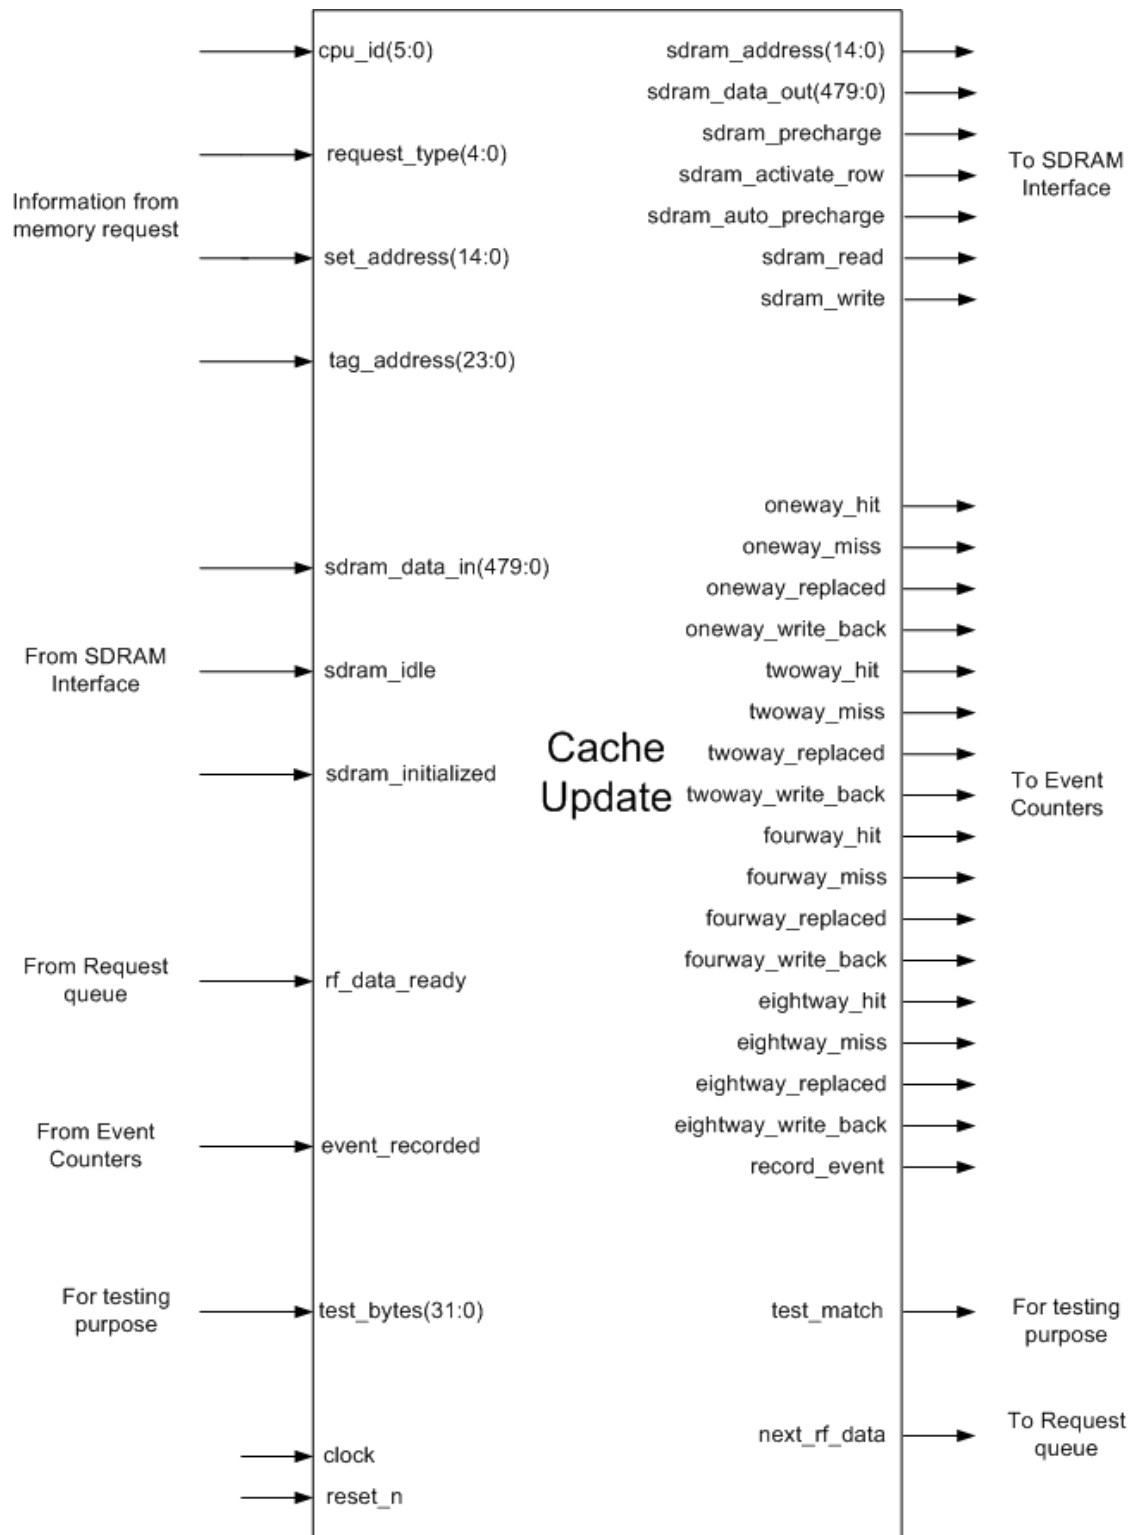 cpu_id(5:0)
request_type(4:0)
Information from
memory request
set_address(14:0)
tag_address(23:0)
sdram_data_in(479:0)
From SDRAM
Interface
sdram_idle
sdram_initialized
From Request
queue
rf_data_ready
From Event
Counters
event_recorded
For testing
purpose
test_bytes(31:0)
clock
reset_n
Cache
Update
sdram_address(14:0)
sdram_data_out(479:0)
sdram_precharge
sdram_activate_row
sdram_auto_precharge
sdram_read
sdram_write
To SDRAM
Interface
oneway_hit
oneway_miss
oneway_replaced
oneway_write_back
twoway_hit
twoway_miss
twoway_replaced
twoway_write_back
fourway_hit
fourway_miss
fourway_replaced
fourway_write_back
eightway_hit
eightway_miss
eightway_replaced
eightway_write_back
record_event
To Event
Counters
test_match
For testing
purpose
next_rf_data
To Request
queue